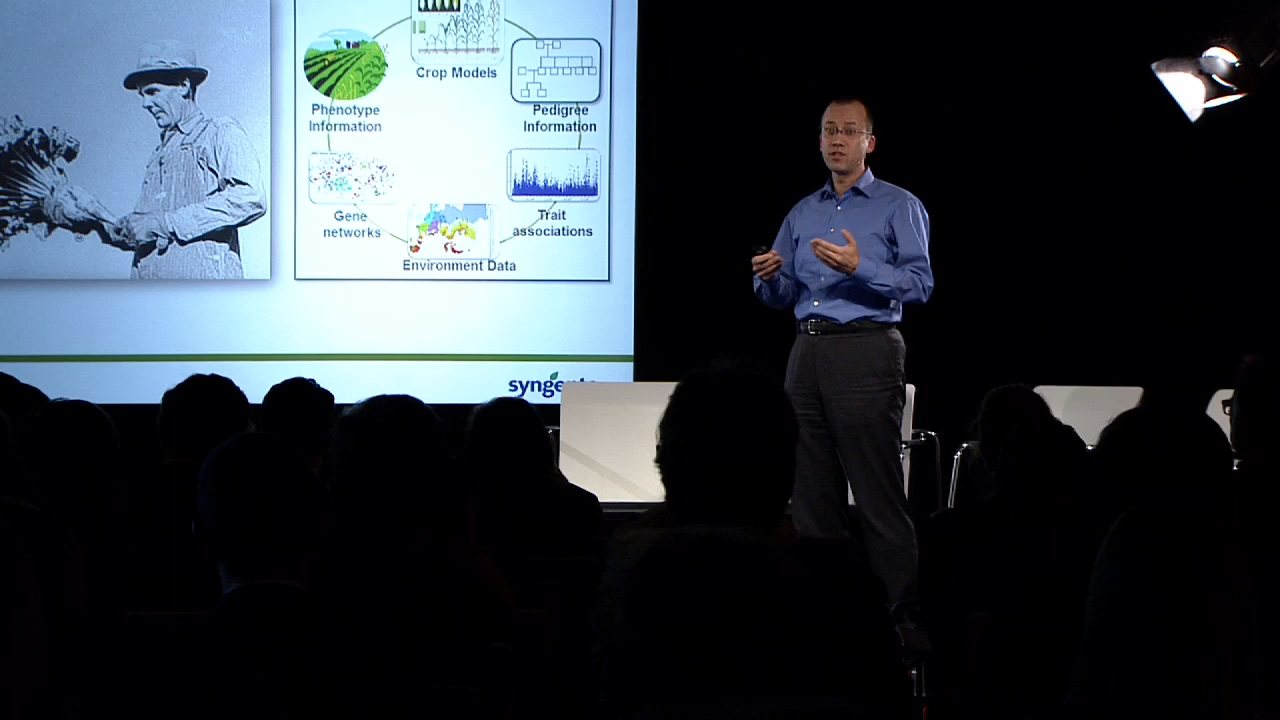 Crop Models
Phenotype
Information
Pedigree
Information
Gene
networks
Trait
associations
Environment Data